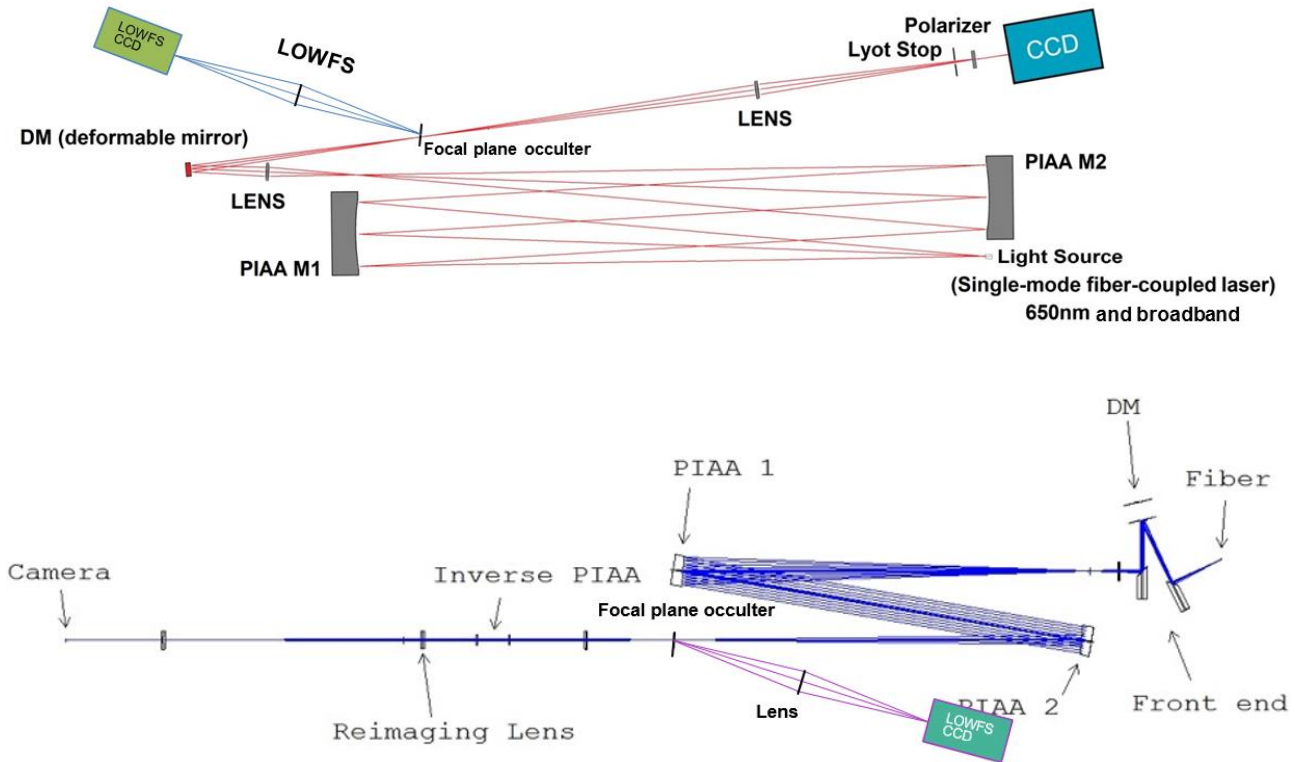 LOWFS
CCD
LOWFS
Polarizer
Lyot Stop
CCD
LENS
DM (deformable mirror)
Focal plane occulter
PIAA M2
LENS
PIAA M1
Light Source
(Single-mode fiber-coupled laser)
650nm and broadband
DM
PIAA 1
Fiber
Camera
Inverse PIAA
Focal plane occulter
PIAA 2
Front end
Lens
Reimaging Lens
LOWFS
CCD